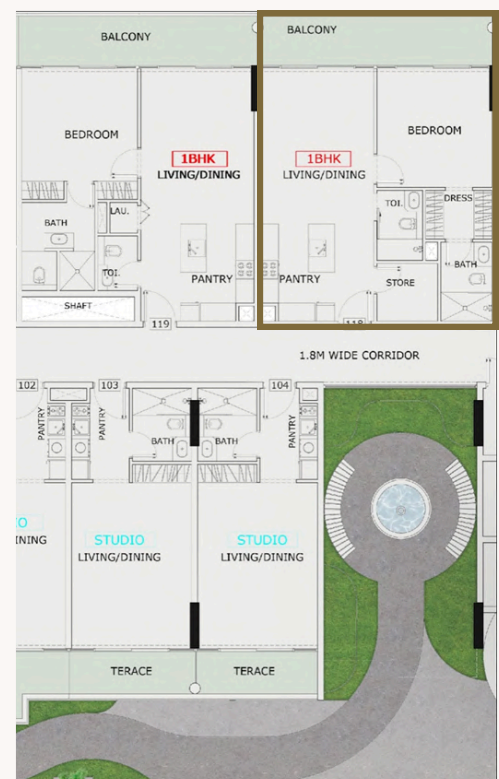 BALCONY
BALCONY
BEDROOM
1BHK
LIVING/DINING
1BHK
LIVING/DINING
BEDROOM
LAU.
TOI.
DRESS
BATH
TOI.
PANTRY
PANTRY
STORE
BATH
SHAFT
119
1.8M WIDE CORRIDOR
102
103
104
PANTRY
PANTRY
BATH
BATH
PANTRY
IO
INING
STUDIO
LIVING/DINING
STUDIO
LIVING/DINING
TERACE
TERACE